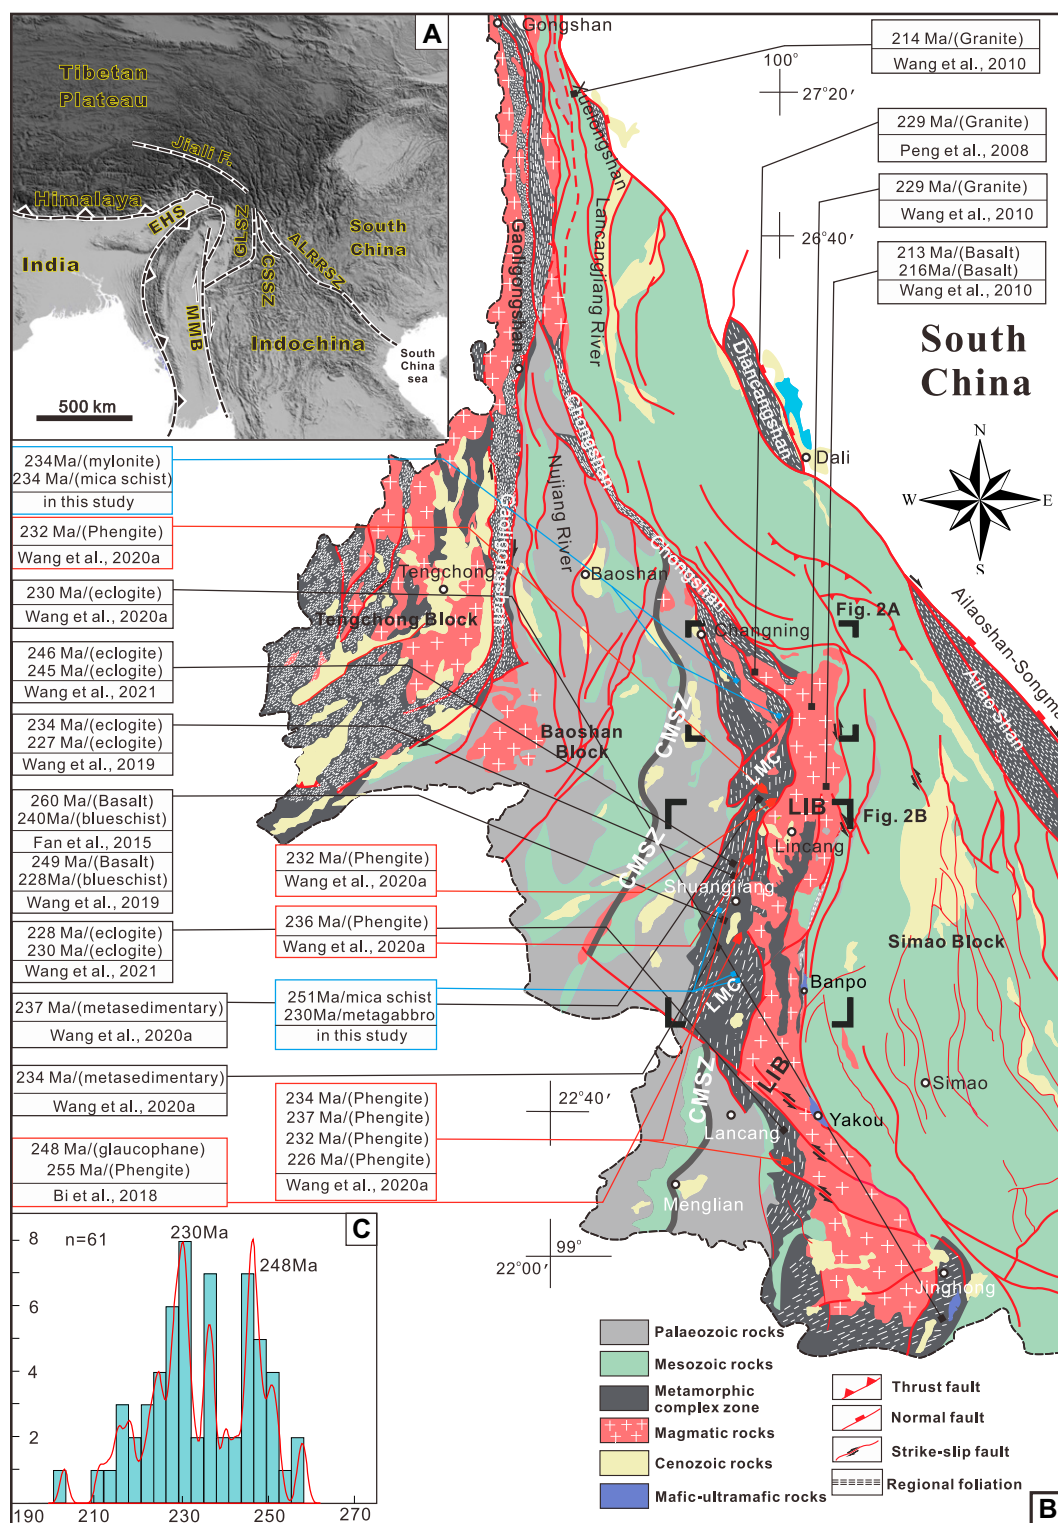 A
Tibetan
Plateau
Jiali F.
Himalaya
EHS
GLSZ
CSSZ
ALRRSZ
South
China
India
MMB
Indochina
South
China
sea
500 km
Gongshan
Xuelongshan
Lancangjiang River
Gaoligongshan
100°
27°20′
26°40′
214 Ma/(Granite)
Wang et al., 2010
229 Ma/(Granite)
Peng et al., 2008
229 Ma/(Granite)
Wang et al., 2010
213 Ma/(Basalt)
216Ma/(Basalt)
Wang et al., 2010
South
China
Diancangshan
Dali
N
W
E
S
234Ma/(mylonite)
234 Ma/(mica schist)
in this study
232 Ma/(Phengite)
Wang et al., 2020a
230 Ma/(eclogite)
Wang et al., 2020a
246 Ma/(eclogite)
245 Ma/(eclogite)
Wang et al., 2021
234 Ma/(eclogite)
227 Ma/(eclogite)
Wang et al., 2019
260 Ma/(Basalt)
240Ma/(blueschist)
Fan et al., 2015
249 Ma/(Basalt)
228Ma/(blueschist)
Wang et al., 2019
228 Ma/(eclogite)
230 Ma/(eclogite)
Wang et al., 2021
237 Ma/(metasedimentary)
Wang et al., 2020a
234 Ma/(metasedimentary)
Wang et al., 2020a
248 Ma/(glaucophane)
255 Ma/(Phengite)
Bi et al., 2018
232 Ma/(Phengite)
Wang et al., 2020a
236 Ma/(Phengite)
Wang et al., 2020a
251Ma/mica schist
230Ma/metagabbro
in this study
234 Ma/(Phengite)
237 Ma/(Phengite)
232 Ma/(Phengite)
226 Ma/(Phengite)
Wang et al., 2020a
Chongshan
Nujiang River
Gaoligongshan
Chongshan
Tengchong
Tengchong Block
Baoshan
Changning
Fig. 2A
Ailaoshan-Songma
Ailao Shan
Baoshan
Block
CMSZ
LMC
LIB
Fig. 2B
Lincang
CMSZ
Shuangjiang
Simao Block
Banpo
LMC
LIB
CMSZ
Simao
22°40′
Lancang
Yakou
Menglian
99°
22°00′
Jinghong
C
n=61
230Ma
248Ma
8
6
4
2
190
210
230
250
270
Palaeozoic rocks
Mesozoic rocks
Metamorphic
complex zone
Magmatic rocks
Cenozoic rocks
Mafic-ultramafic rocks
Thrust fault
Normal fault
Strike-slip fault
Regional foliation
B